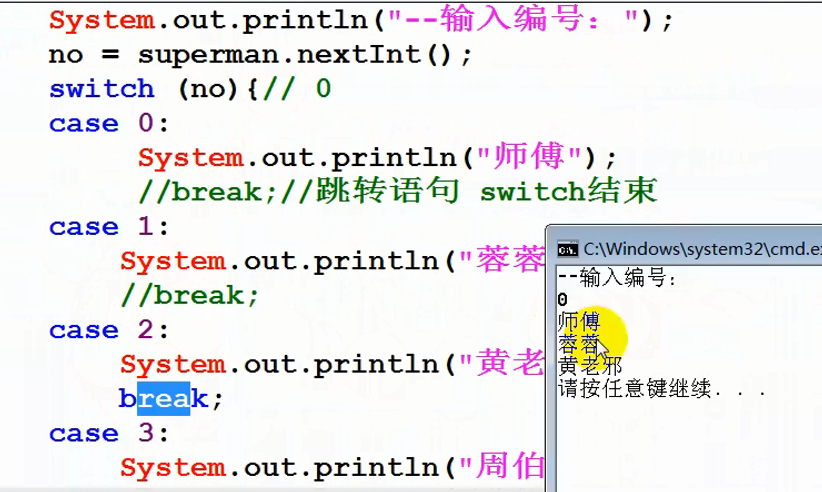 System.out.println("--输入编号：");
no = superman.nextInt();
switch (no){// 0
case 0:
System.out.println("师傅");
//break;//跳转语句 switch结束
case 1:
System.out.println("蓉蓉
//break;
case 2:
System.out.println("黄老
break;
case 3:
System.out.println("周伯
C:\Windows\system32\cmd.ex
--输入编号：
0
师傅
蓉蓉
黄老邪
请按任意键继续. . .